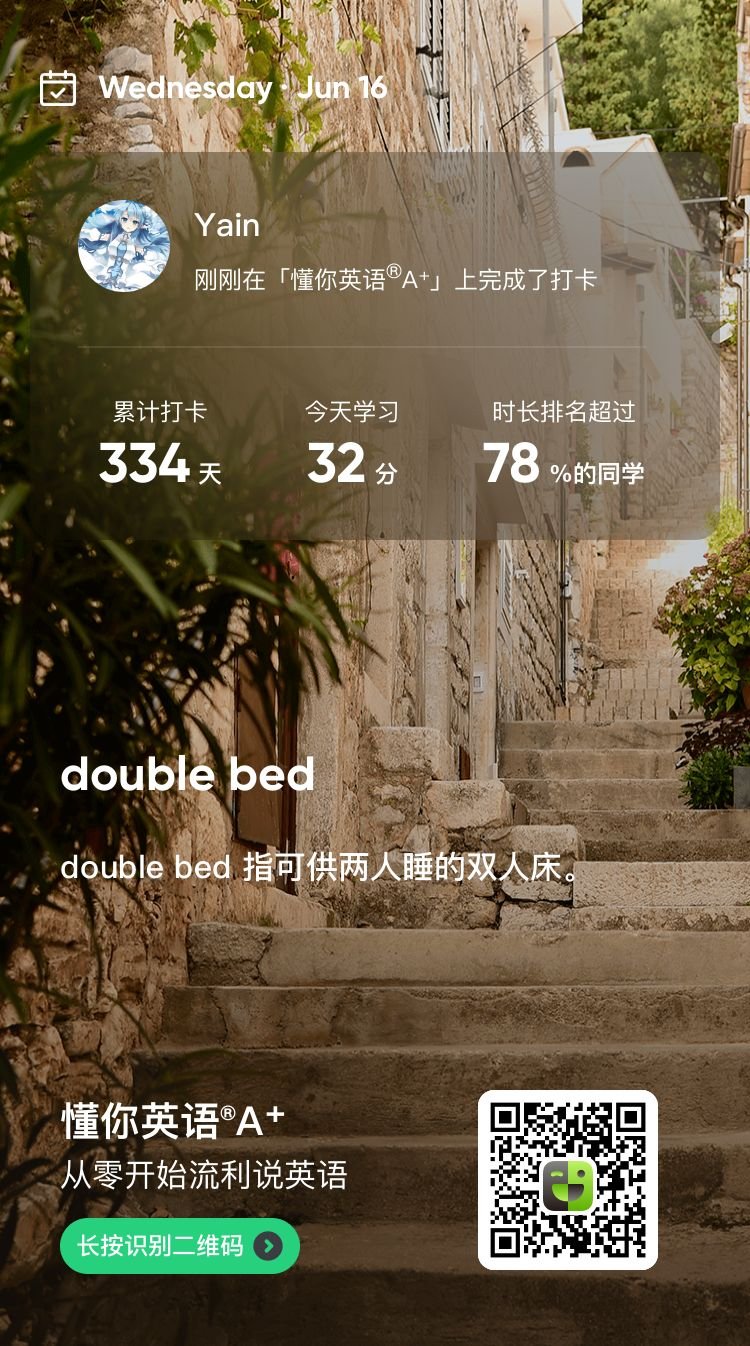 Wednesday · Jun 16
Yain
刚刚在「懂你英语®A⁺」上完成了打卡
累计打卡 今天学习 时长排名超过
334 天 32 分 78 %的同学
double bed
double bed 指可供两人睡的双人床。
懂你英语®A⁺
从零开始流利说英语
长按识别二维码